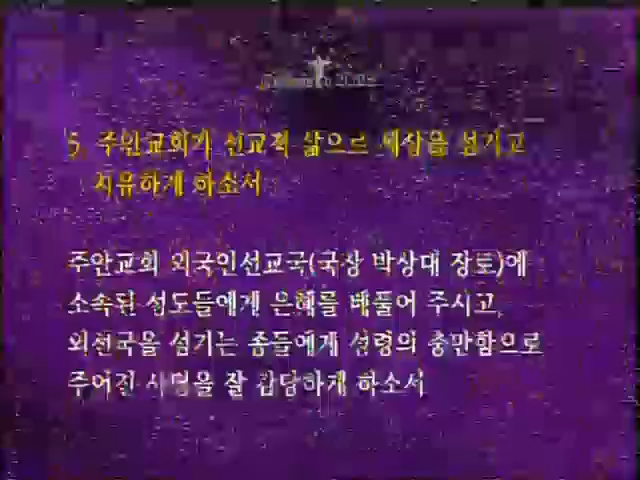 5. 주안교회가 선교적 삶으로 세상을 섬기고
치유하게 하소서
주안교회 외국인선교국(국장 박상대 장로)에
소속된 성도들에게 은혜를 베풀어 주시고,
외선국을 섬기는 종들에게 성령의 충만함으로
주어진 사명을 잘 감당하게 하소서